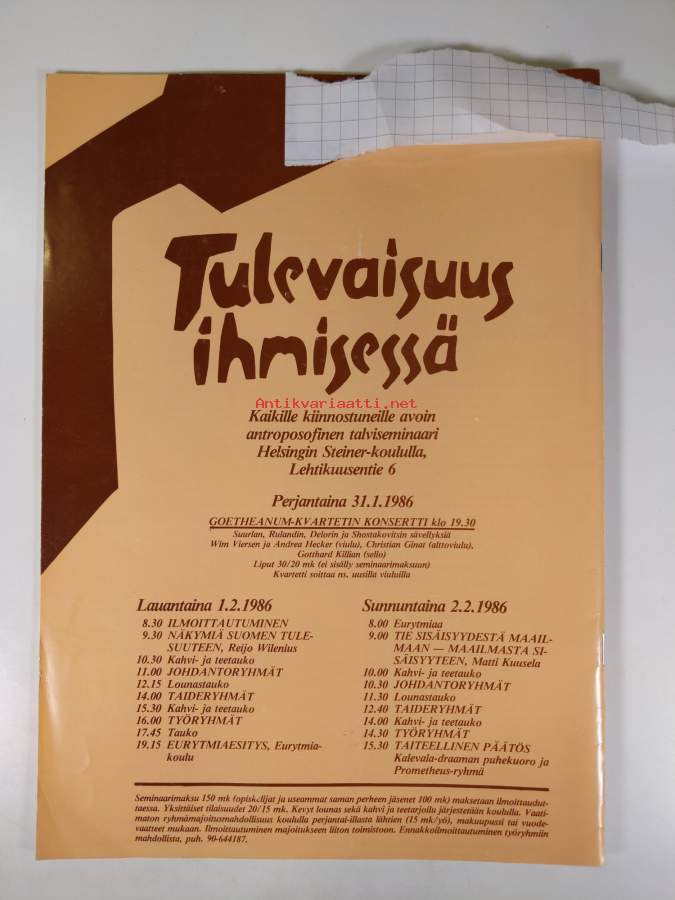 Tulevaisuus
ihmisessä
Antikvariaatti.net
Kaikille kiinnostuneille avoin
antroposofinen talviseminaari
Helsingin Steiner-koululla,
Lehtikuusentie 6
Perjantaina 31.1.1986
GOETHEANUM-KVARTETIN KONSERTTI klo 19.30
Suurlan, Rulandin, Delorin ja Shostakovitsin sävellyksiä
Wim Viersen ja Andrea Hecker (viulu), Christian Ginat (alttoviulu),
Gotthard Killian (sello)
Liput 30/20 mk (ei sisälly seminaarimaksuun)
Kvartetti soittaa ns. uusilla viuluilla
Lauantaina 1.2.1986
8.30 ILMOITTAUTUMINEN
9.30 NÄKYMIÄ SUOMEN TULE-
SUUTEEN, Reijo Wilenius
10.30 Kahvi- ja teetauko
11.00 JOHDANTORYHMÄT
12.15 Lounastauko
14.00 TAIDERYHMÄT
15.30 Kahvi- ja teetauko
16.00 TYÖRYHMÄT
17.45 Tauko
19.15 EURYTMIAESITYS, Eurytmia-
koulu
Sunnuntaina 2.2.1986
8.00 Eurytmiaa
9.00 TIE SISÄISYYDESTÄ MAAIL-
MAAN — MAAILMASTA SI-
SÄISYYTEEN, Matti Kuusela
10.00 Kahvi- ja teetauko
10.30 JOHDANTORYHMÄT
11.30 Lounastauko
12.40 TAIDERYHMÄT
14.00 Kahvi- ja teetauko
14.30 TYÖRYHMÄT
15.30 TAITEELLINEN PÄÄTÖS
Kalevala-draaman puhekuoro ja
Prometheus-ryhmä
Seminaarimaksu 150 mk (opiskelijat ja useammat saman perheen jäsenet 100 mk) maksetaan ilmoittaudut-
taessa. Yksittäiset tilaisuudet 20/15 mk. Kevyt lounas sekä kahvi ja teetarjoilu järjestetään koululla. Vaati-
maton ryhmämajoitusmahdollisuus koululla perjantai-illasta lähtien (15 mk/yö), makuupussi tai vuode-
vaatteet mukaan. Ilmoittautuminen majoitukseen liiton toimistoon. Ennakkoilmoittautuminen työryhmiin
mahdollista, puh. 90-644187.